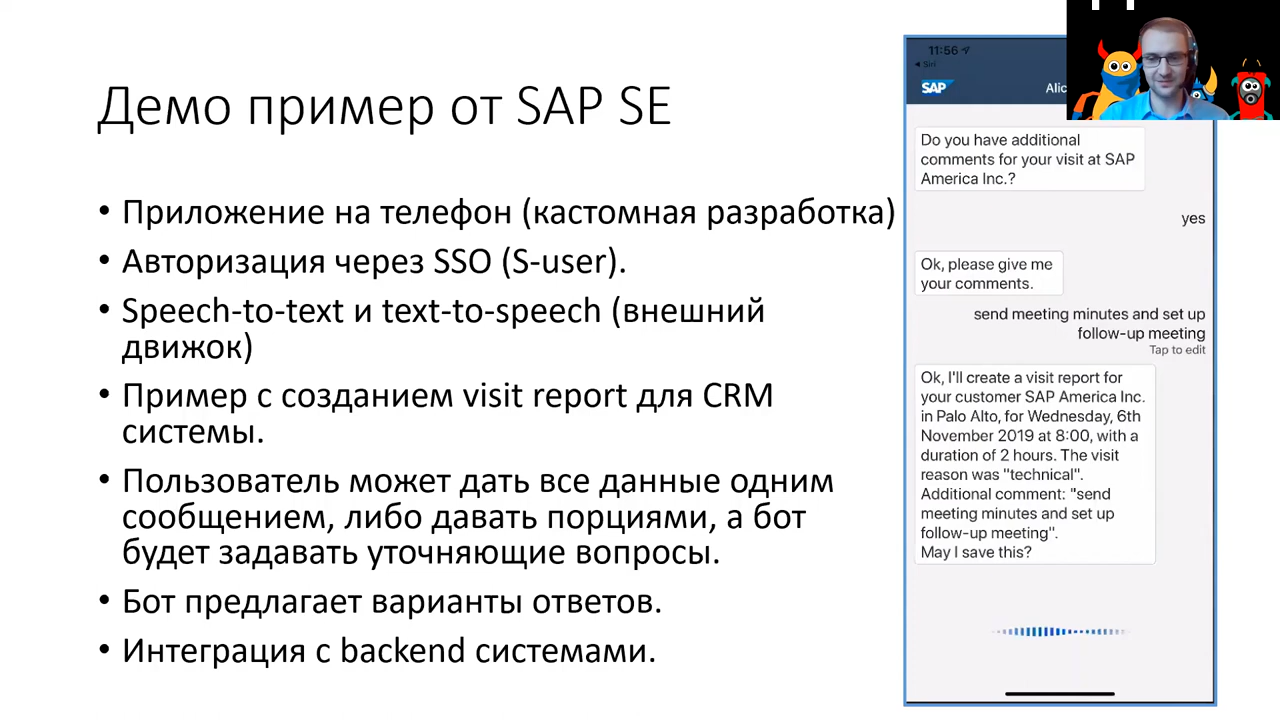 Демо пример от SAP SE
• Приложение на телефон (кастомная разработка)
• Авторизация через SSO (S-user).
• Speech-to-text и text-to-speech (внешний
движок)
• Пример с созданием visit report для CRM
системы.
• Пользователь может дать все данные одним
сообщением, либо давать порциями, а бот
будет задавать уточняющие вопросы.
• Бот предлагает варианты ответов.
• Интеграция с backend системами.
11:56
Siri
SAP
Do you have additional
comments for your visit at SAP
America Inc.?
yes
Ok, please give me
your comments.
send meeting minutes and set up
follow-up meeting
Tap to edit
Ok, I'll create a visit report for
your customer SAP America Inc.
in Palo Alto, for Wednesday, 6th
November 2019 at 8:00, with a
duration of 2 hours. The visit
reason was "technical".
Additional comment: "send
meeting minutes and set up
follow-up meeting".
May I save this?